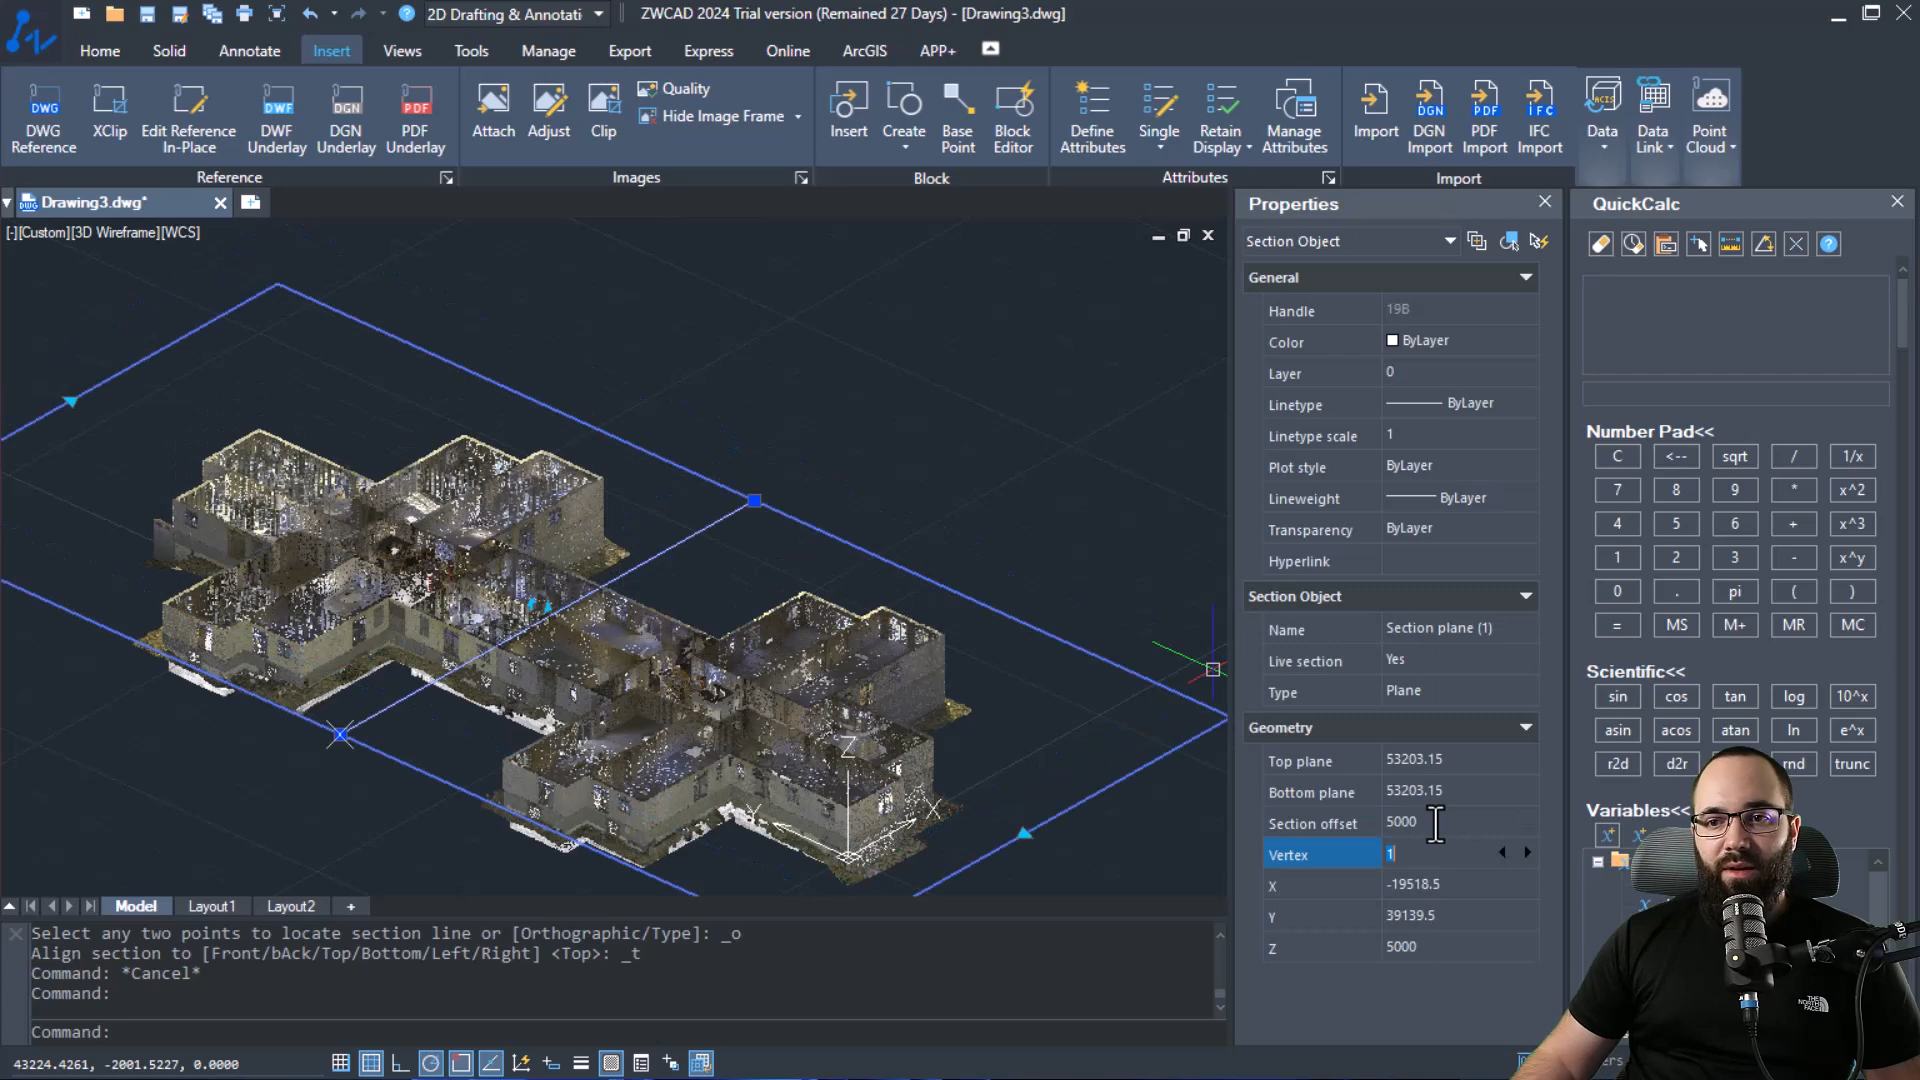 2D Drafting & Annotati
ZWCAD 2024 Trial version (Remained 27 Days) - [Drawing3.dwg]
Home Solid Annotate Insert Views Tools Manage Export Express Online ArcGIS APP+
DWG
DWG Reference
XClip
Edit Reference In-Place
DWF
DWF Underlay
DGN
DGN Underlay
PDF
PDF Underlay
Attach
Adjust
Clip
Quality
Hide Image Frame
Insert
Create
Base Point
Block Editor
Define Attributes
Single
Retain Display
Manage Attributes
Import
DGN
DGN Import
PDF
PDF Import
IFC
IFC Import
ACIS
Data
Data Link
Point Cloud
Reference
Images
Block
Attributes
Import
Drawing3.dwg*
[-][Custom][3D Wireframe][WCS]
Z
Y
X
Properties
Section Object
General
Handle 19B
Color ByLayer
Layer 0
Linetype ByLayer
Linetype scale 1
Plot style ByLayer
Lineweight ByLayer
Transparency ByLayer
Hyperlink
Section Object
Name Section plane (1)
Live section Yes
Type Plane
Geometry
Top plane 53203.15
Bottom plane 53203.15
Section offset 5000
Vertex 1
X -19518.5
Y 39139.5
Z 5000
QuickCalc
Number Pad<<
C <-- sqrt / 1/x
7 8 9 * x^2
4 5 6 + x^3
1 2 3 - x^y
0 . pi ( )
= MS M+ MR MC
Scientific<<
sin cos tan log 10^x
asin acos atan ln e^x
r2d d2r rnd trunc
Variables<<
THE NORTH FACE
Model Layout1 Layout2 +
Select any two points to locate section line or [Orthographic/Type]: _o
Align section to [Front/bAck/Top/Bottom/Left/Right] <Top>: _t
Command: *Cancel*
Command:
Command:
43224.4261, -2001.5227, 0.0000